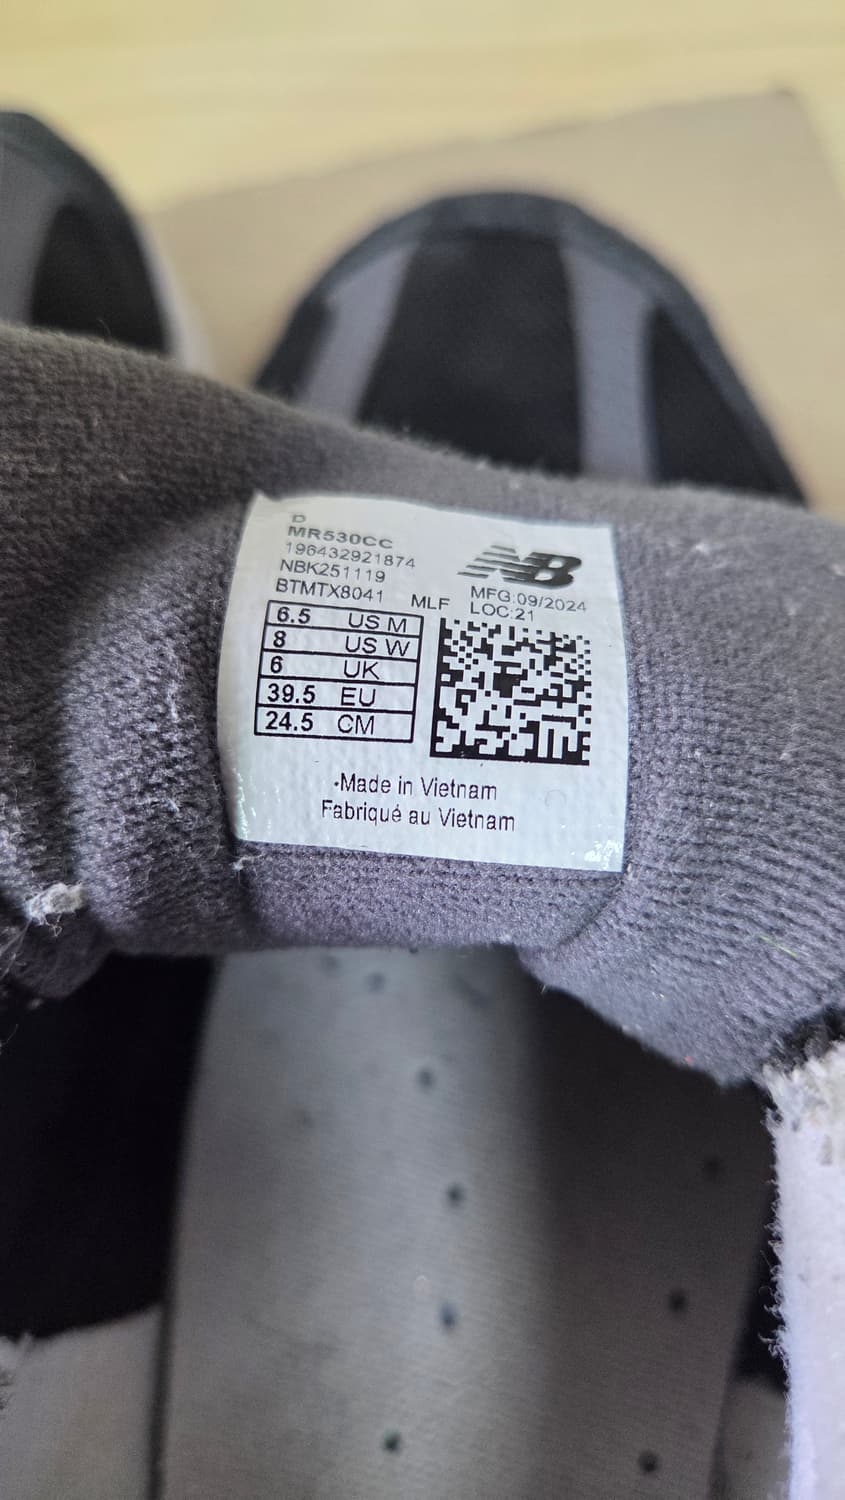 D
MR530CC
196432921874
NBK251119
BTMTX8041
MLF
NB
MFG:09/2024
LOC:21
6.5 US M
8 US W
6 UK
39.5 EU
24.5 CM
·Made in Vietnam
Fabriqué au Vietnam